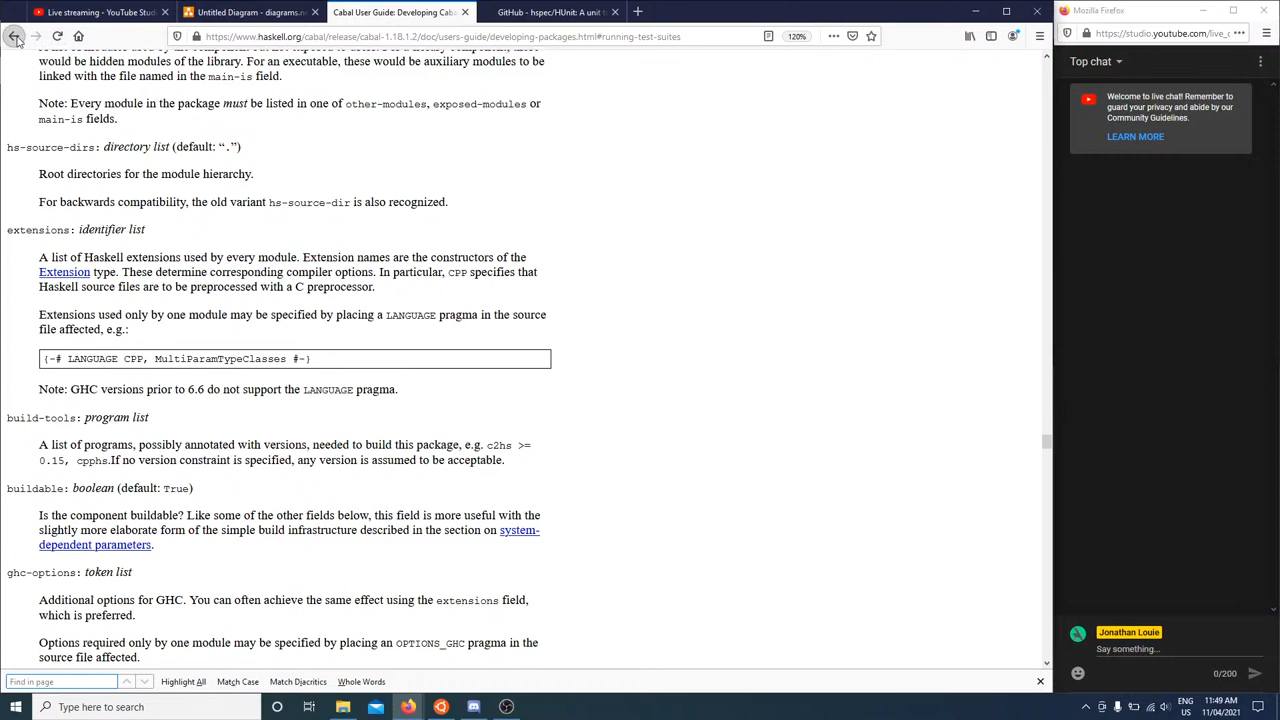 Live streaming - YouTube Stud
Untitled Diagram - diagrams.ne
Cabal User Guide: Developing Cab
GitHub - hspec/HUnit: A unit t
https://www.haskell.org/cabal/release/cabal-1.18.1.2/doc/users-guide/developing-packages.html#running-test-suites
120%
would be hidden modules of the library. For an executable, these would be auxiliary modules to be
linked with the file named in the main-is field.
Note: Every module in the package must be listed in one of other-modules, exposed-modules or
main-is fields.
hs-source-dirs: directory list (default: “.”)
Root directories for the module hierarchy.
For backwards compatibility, the old variant hs-source-dir is also recognized.
extensions: identifier list
A list of Haskell extensions used by every module. Extension names are the constructors of the
Extension type. These determine corresponding compiler options. In particular, CPP specifies that
Haskell source files are to be preprocessed with a C preprocessor.
Extensions used only by one module may be specified by placing a LANGUAGE pragma in the source
file affected, e.g.:
{-# LANGUAGE CPP, MultiParamTypeClasses #-}
Note: GHC versions prior to 6.6 do not support the LANGUAGE pragma.
build-tools: program list
A list of programs, possibly annotated with versions, needed to build this package, e.g. c2hs >=
0.15, cpphs.If no version constraint is specified, any version is assumed to be acceptable.
buildable: boolean (default: True)
Is the component buildable? Like some of the other fields below, this field is more useful with the
slightly more elaborate form of the simple build infrastructure described in the section on system-
dependent parameters.
ghc-options: token list
Additional options for GHC. You can often achieve the same effect using the extensions field,
which is preferred.
Options required only by one module may be specified by placing an OPTIONS_GHC pragma in the
source file affected.
Find in page
Highlight All
Match Case
Match Diacritics
Whole Words
Mozilla Firefox
https://studio.youtube.com/live_c
Top chat
Welcome to live chat! Remember to
guard your privacy and abide by our
Community Guidelines.
LEARN MORE
Jonathan Louie
Say something...
0/200
Type here to search
ENG
US
11:49 AM
11/04/2021